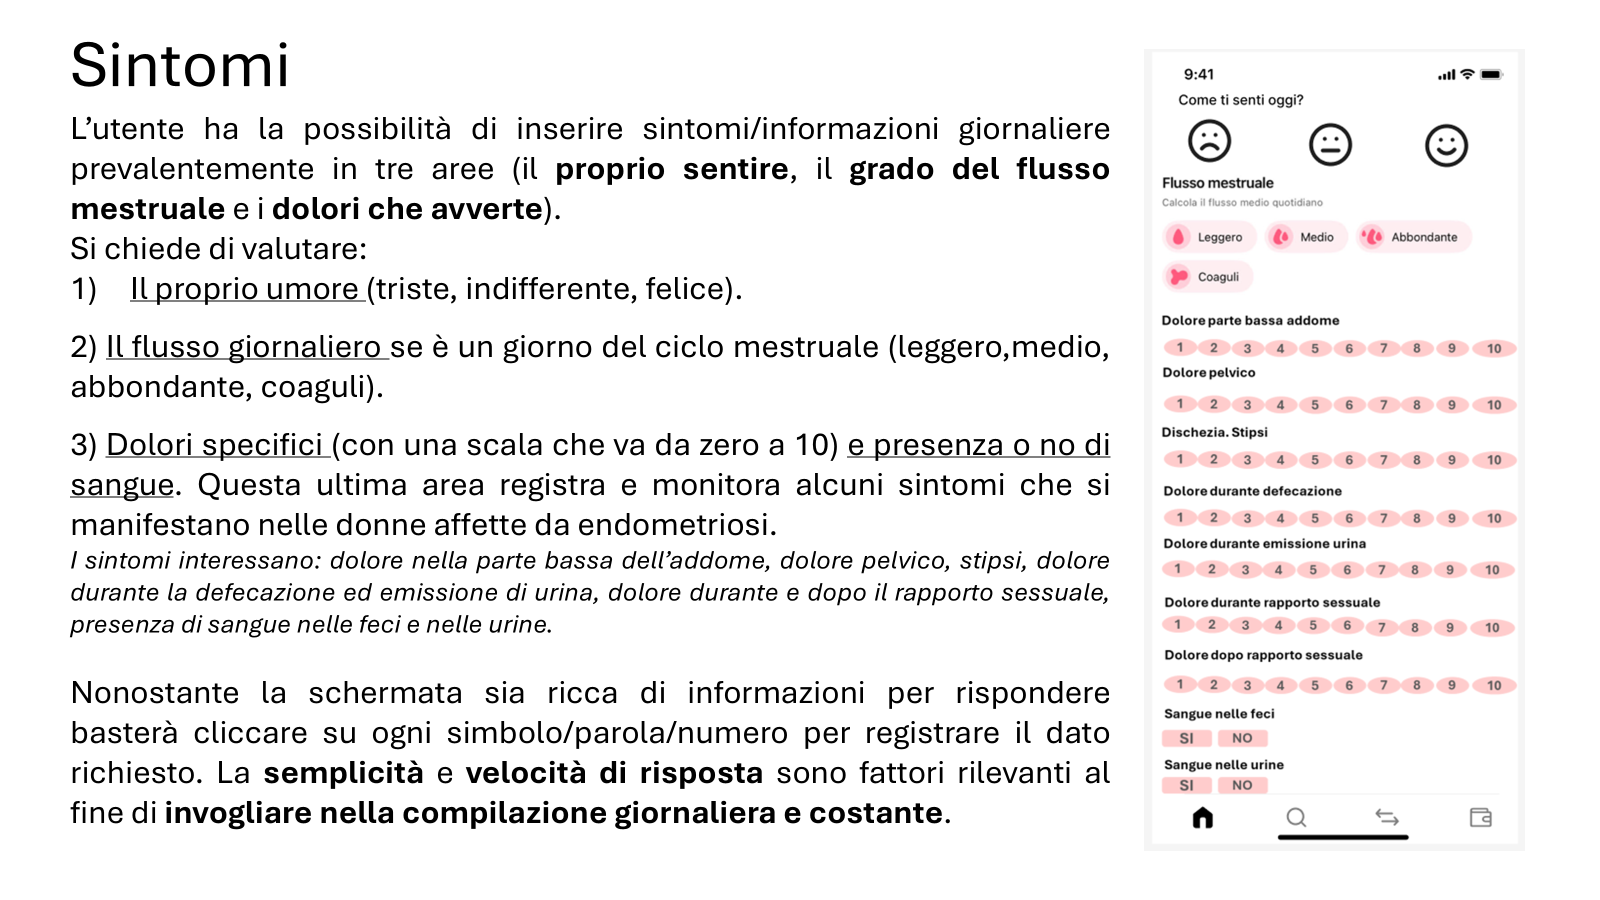 Sintomi
L’utente ha la possibilità di inserire sintomi/informazioni giornaliere
prevalentemente in tre aree (il proprio sentire, il grado del flusso
mestruale e i dolori che avverte).
Si chiede di valutare:
1) Il proprio umore (triste, indifferente, felice).
2) Il flusso giornaliero se è un giorno del ciclo mestruale (leggero,medio,
abbondante, coaguli).
3) Dolori specifici (con una scala che va da zero a 10) e presenza o no di
sangue. Questa ultima area registra e monitora alcuni sintomi che si
manifestano nelle donne affette da endometriosi.
I sintomi interessano: dolore nella parte bassa dell’addome, dolore pelvico, stipsi, dolore
durante la defecazione ed emissione di urina, dolore durante e dopo il rapporto sessuale,
presenza di sangue nelle feci e nelle urine.
Nonostante la schermata sia ricca di informazioni per rispondere
basterà cliccare su ogni simbolo/parola/numero per registrare il dato
richiesto. La semplicità e velocità di risposta sono fattori rilevanti al
fine di invogliare nella compilazione giornaliera e costante.
9:41
Come ti senti oggi?
Flusso mestruale
Calcola il flusso medio quotidiano
Leggero Medio Abbondante
Coaguli
Dolore parte bassa addome
1 2 3 4 5 6 7 8 9 10
Dolore pelvico
1 2 3 4 5 6 7 8 9 10
Dischezia. Stipsi
1 2 3 4 5 6 7 8 9 10
Dolore durante defecazione
1 2 3 4 5 6 7 8 9 10
Dolore durante emissione urina
1 2 3 4 5 6 7 8 9 10
Dolore durante rapporto sessuale
1 2 3 4 5 6 7 8 9 10
Dolore dopo rapporto sessuale
1 2 3 4 5 6 7 8 9 10
Sangue nelle feci
SI NO
Sangue nelle urine
SI NO